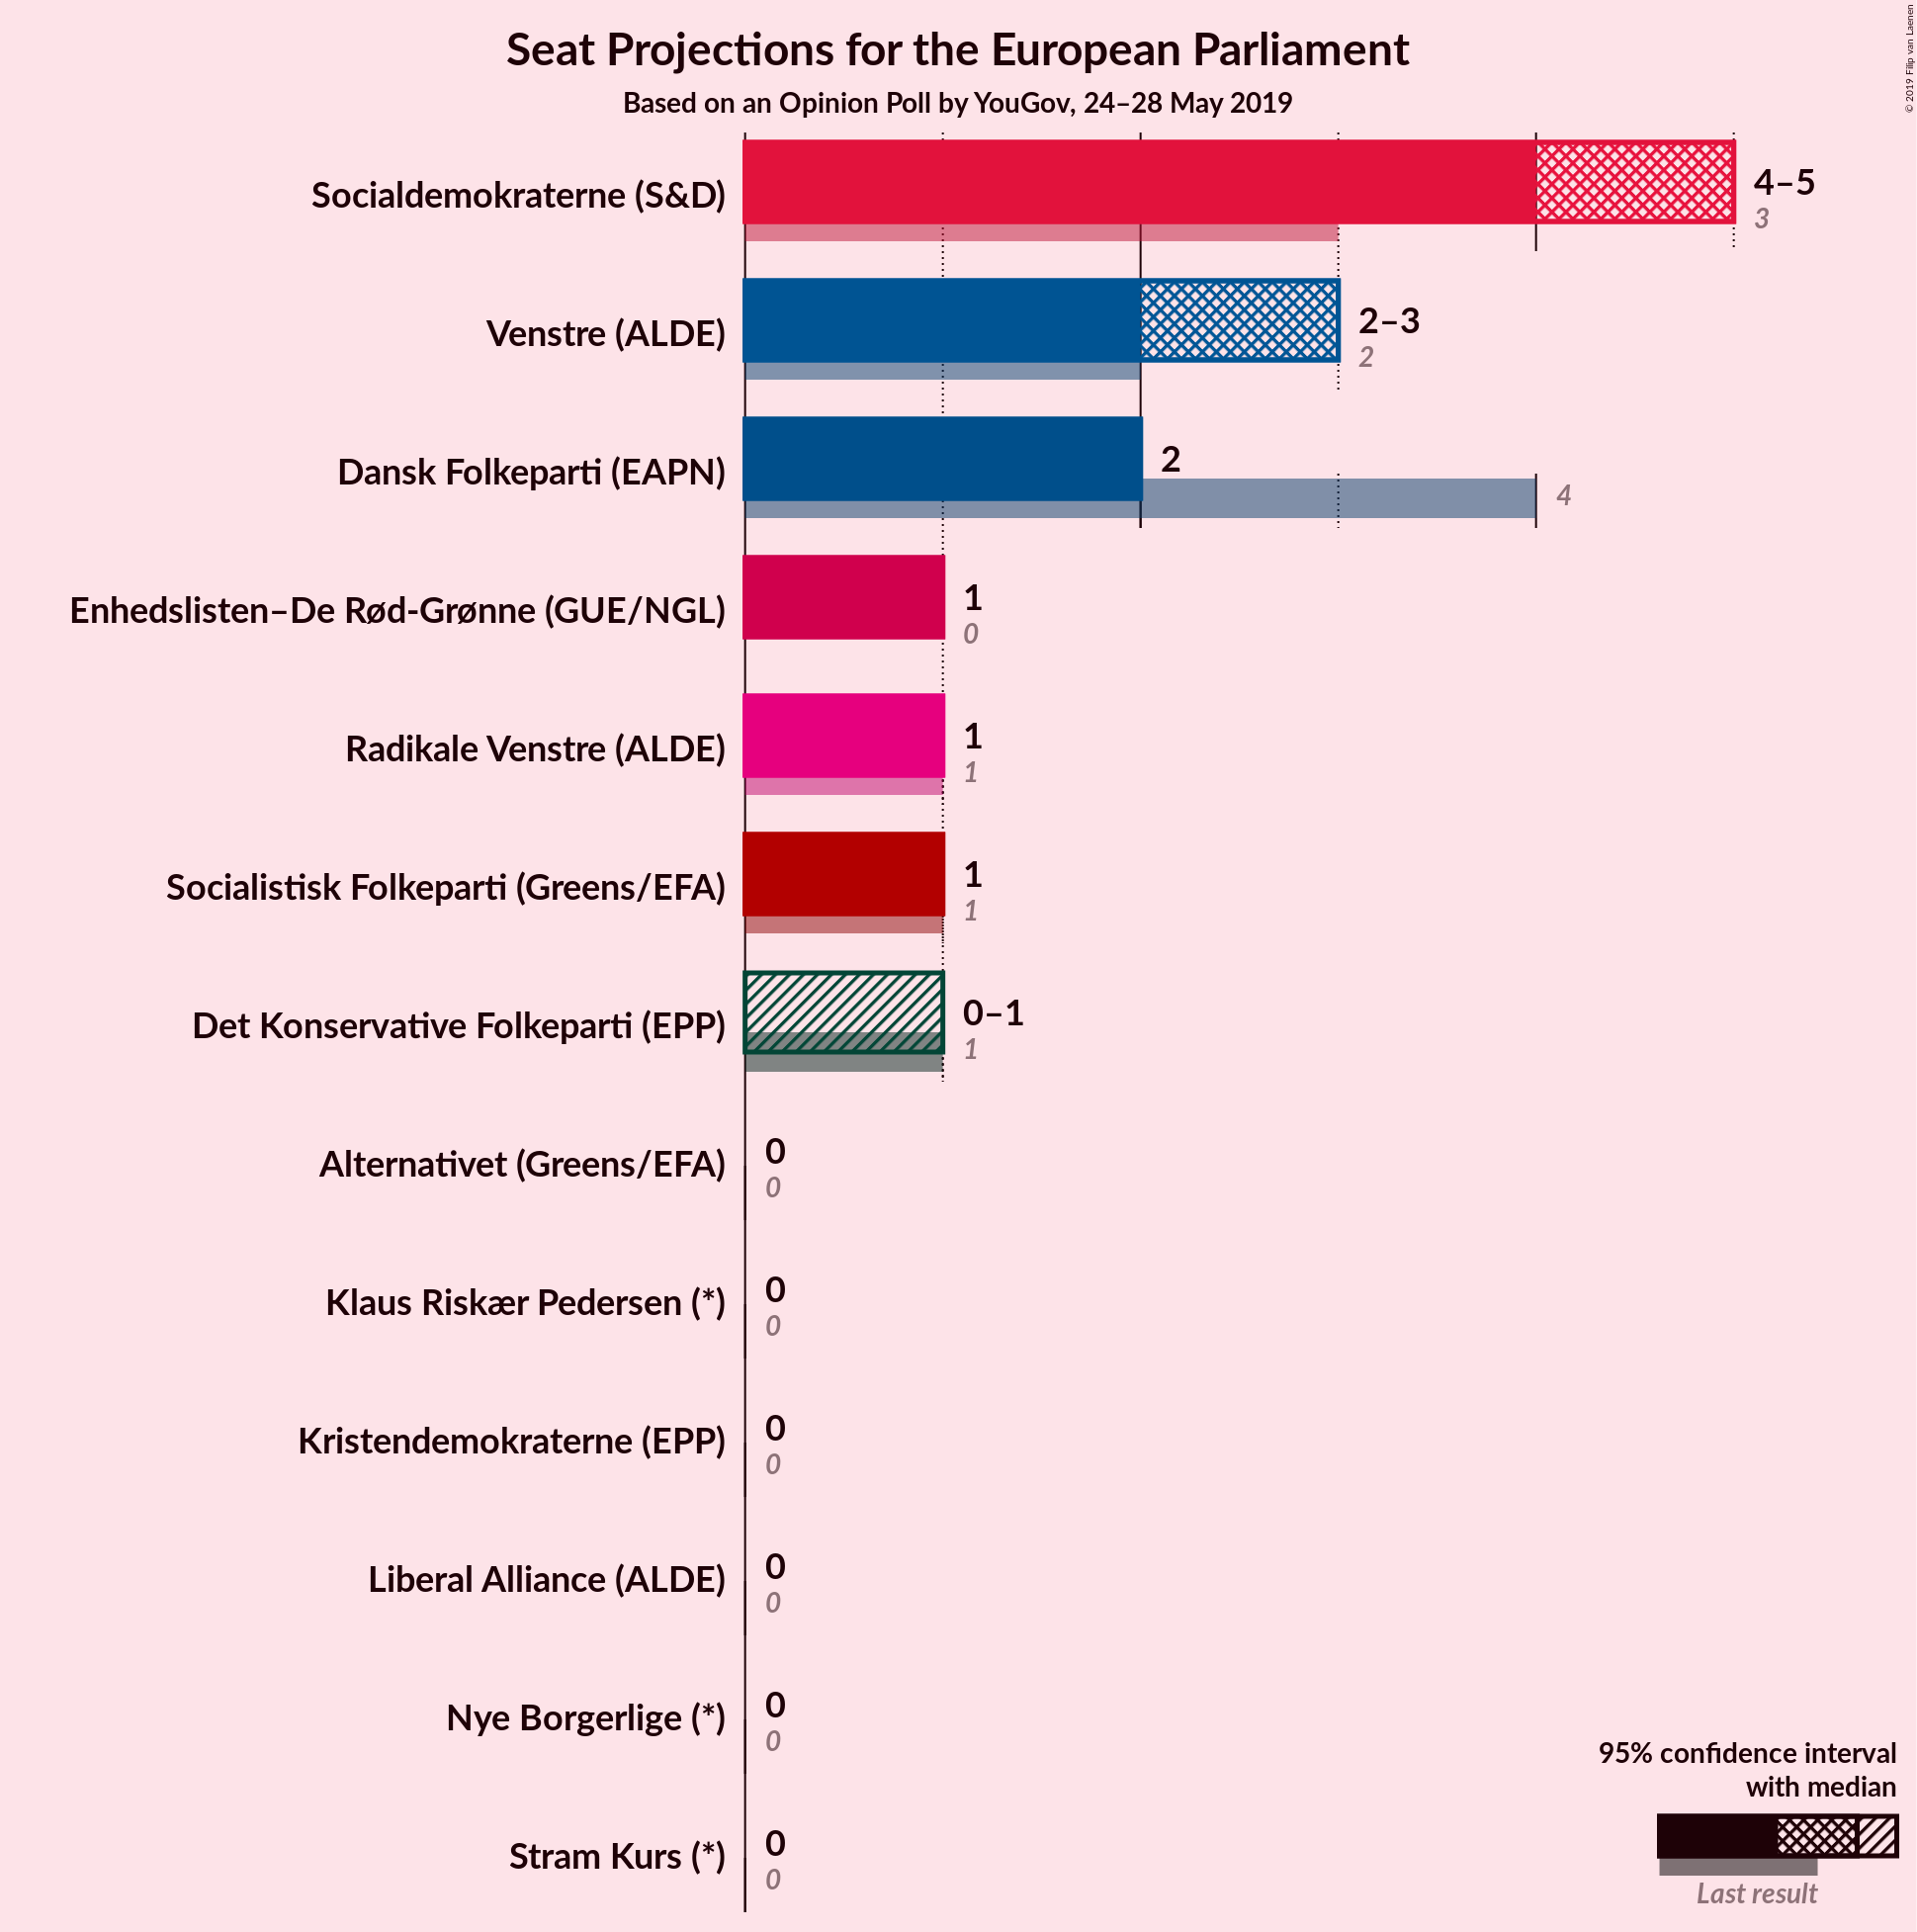 Seat Projections for the European Parliament
Based on an Opinion Poll by YouGov, 24–28 May 2019
© 2019 Filip van Laenen
Socialdemokraterne (S&D)
4–5
3
Venstre (ALDE)
2–3
2
Dansk Folkeparti (EAPN)
2
4
Enhedslisten–De Rød-Grønne (GUE/NGL)
1
0
Radikale Venstre (ALDE)
1
1
Socialistisk Folkeparti (Greens/EFA)
1
1
Det Konservative Folkeparti (EPP)
0–1
1
Alternativet (Greens/EFA)
0
0
Klaus Riskær Pedersen (*)
0
0
Kristendemokraterne (EPP)
0
0
Liberal Alliance (ALDE)
0
0
Nye Borgerlige (*)
0
0
Stram Kurs (*)
0
0
95% confidence interval
with median
Last result